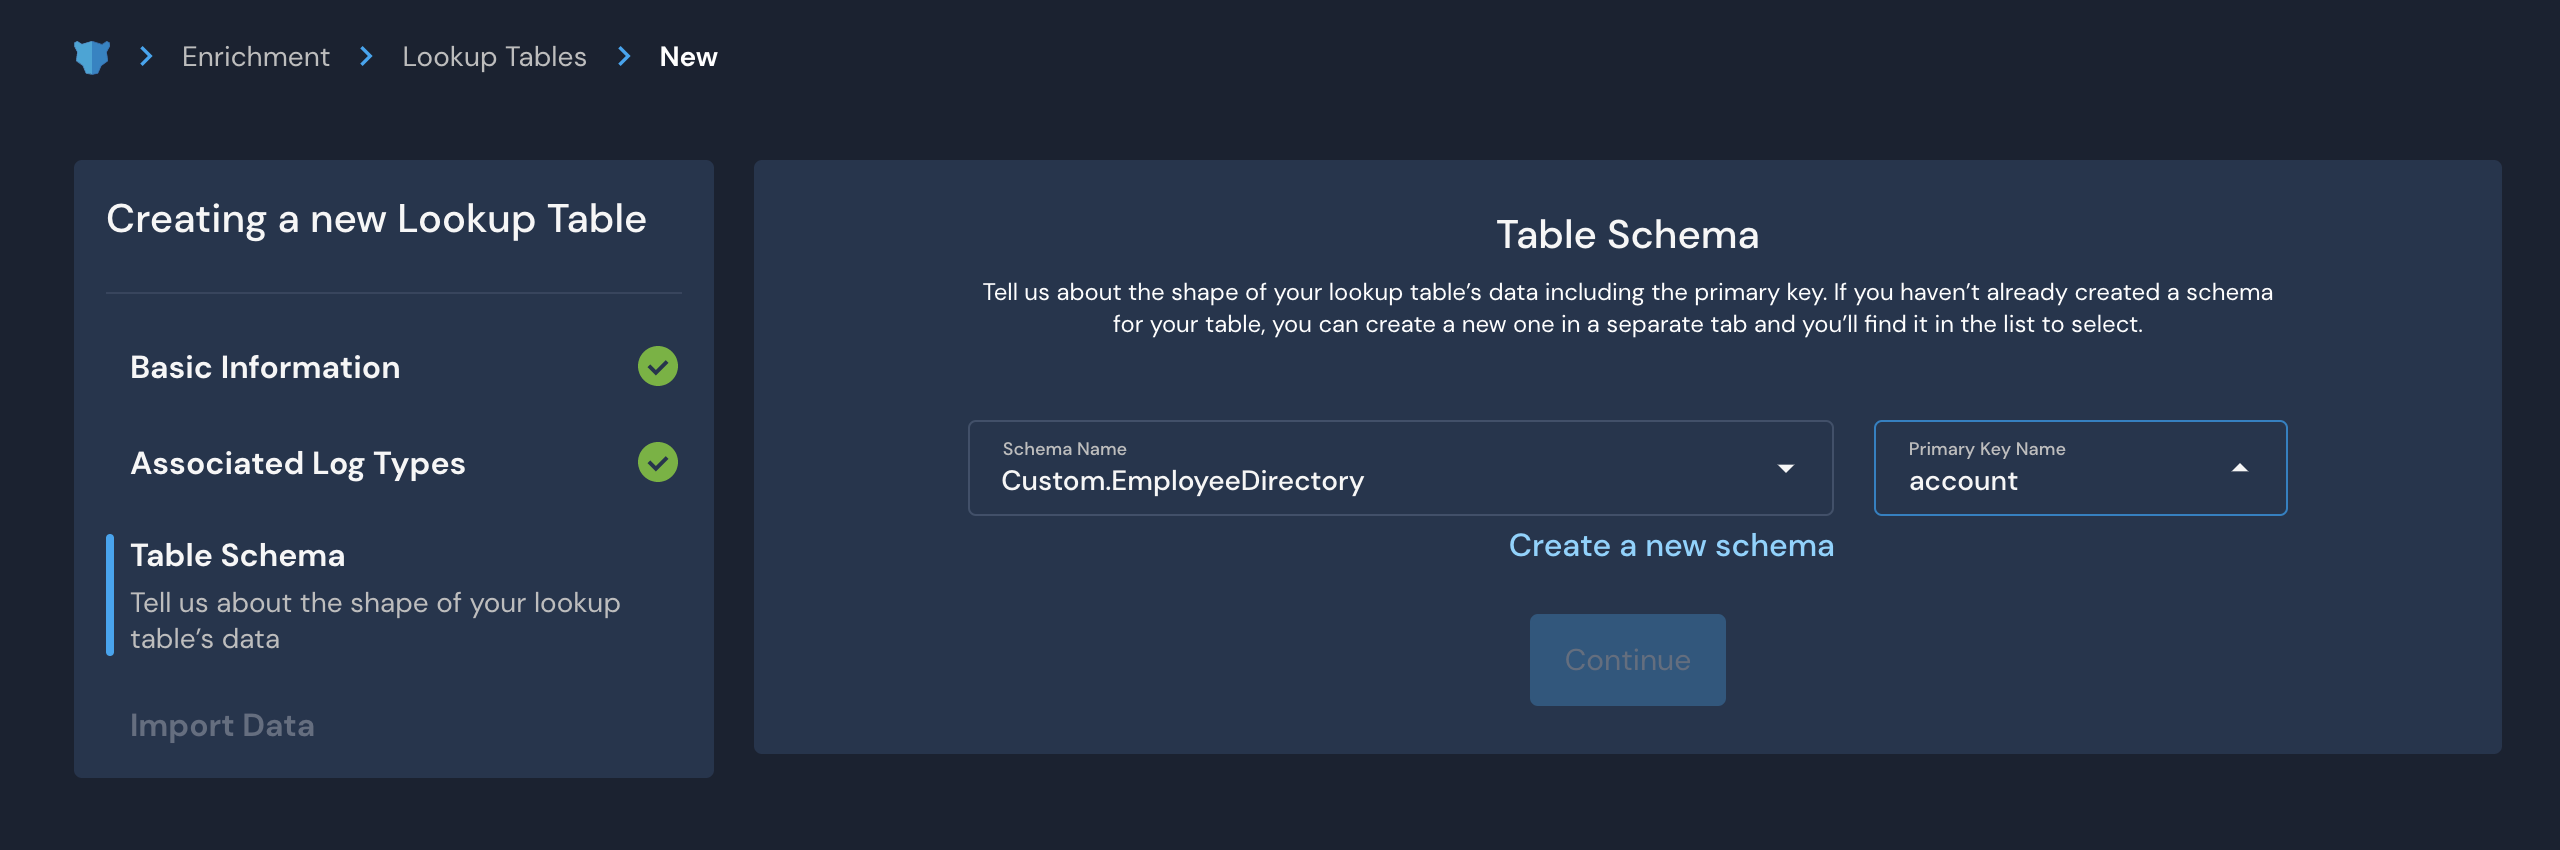 Enrichment Lookup Tables New
Creating a new Lookup Table
Basic Information
Associated Log Types
Table Schema
Tell us about the shape of your lookup
table’s data
Import Data
Table Schema
Tell us about the shape of your lookup table’s data including the primary key. If you haven’t already created a schema
for your table, you can create a new one in a separate tab and you’ll find it in the list to select.
Schema Name
Custom.EmployeeDirectory
Primary Key Name
account
Create a new schema
Continue